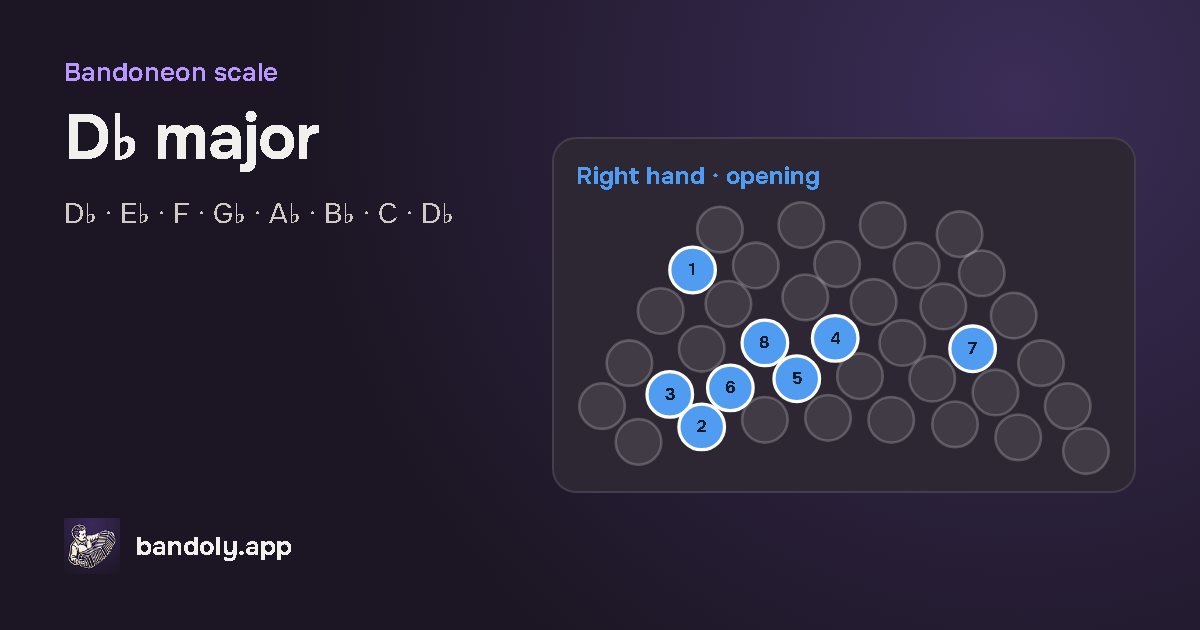 Bandoneon scale
D♭ major
D♭ · E♭ · F · G♭ · A♭ · B♭ · C · D♭
Right hand · opening
1
8
4
7
5
6
3
2
bandoly.app